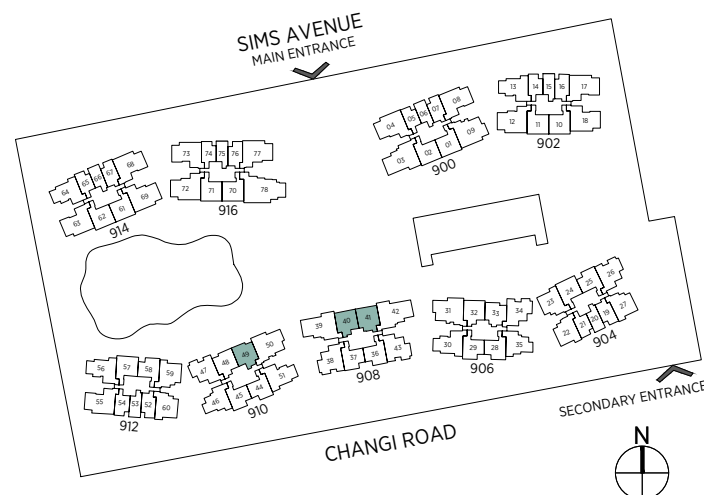 SIMS AVENUE
MAIN ENTRANCE
04 05 06 07 08
03 02 01 09
900
13 14 15 16 17
12 11 10 18
902
64 65 66 67 68
63 62 61 69
914
73 74 75 76 77
72 71 70 78
916
23 24 25 26
22 21 20 19 27
904
31 32 33 34
30 29 28 35
906
39 40 41 42
38 37 36 43
908
47 48 49 50
46 45 44 51
910
56 57 58 59
55 54 53 52 60
912
SECONDARY ENTRANCE
CHANGI ROAD
N